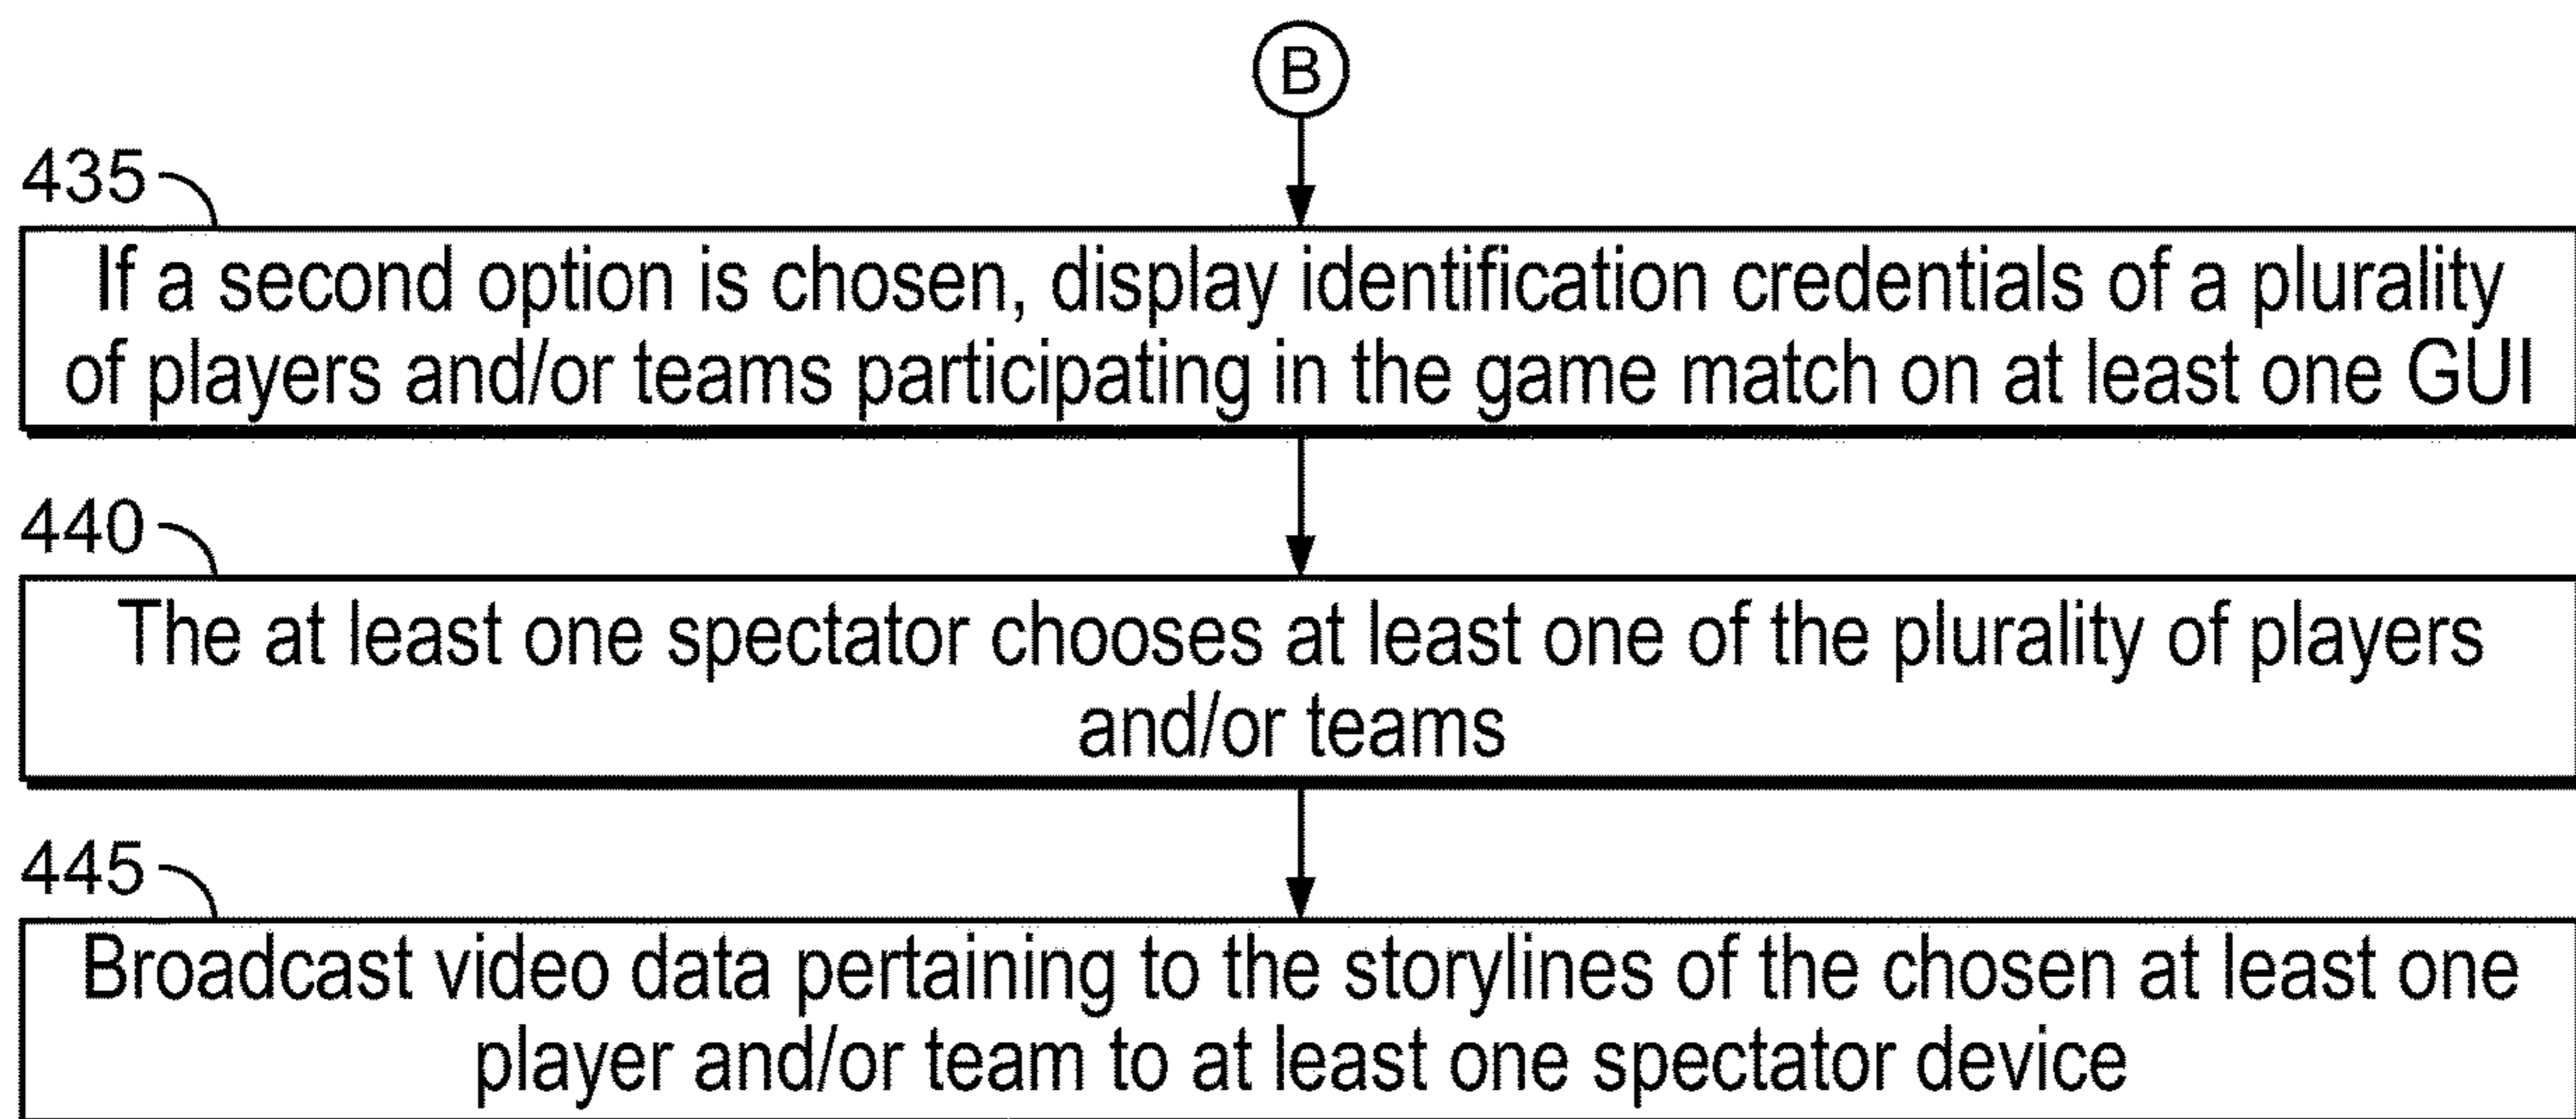 B
435
If a second option is chosen, display identification credentials of a plurality
of players and/or teams participating in the game match on at least one GUI
440
The at least one spectator chooses at least one of the plurality of players
and/or teams
445
Broadcast video data pertaining to the storylines of the chosen at least one
player and/or team to at least one spectator device